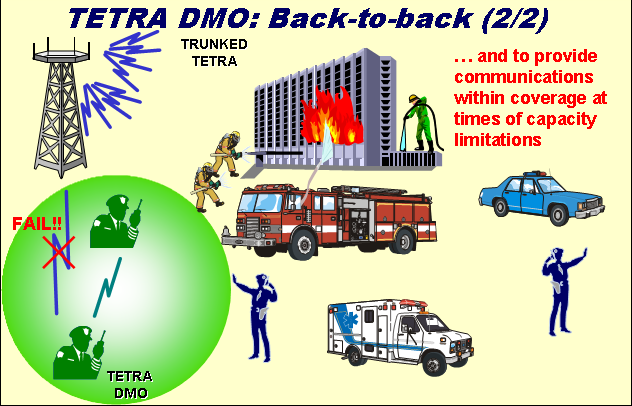 TETRA DMO: Back-to-back (2/2)
TRUNKED
TETRA
... and to provide
communications
within coverage at
times of capacity
limitations
FAIL!!
TETRA
DMO